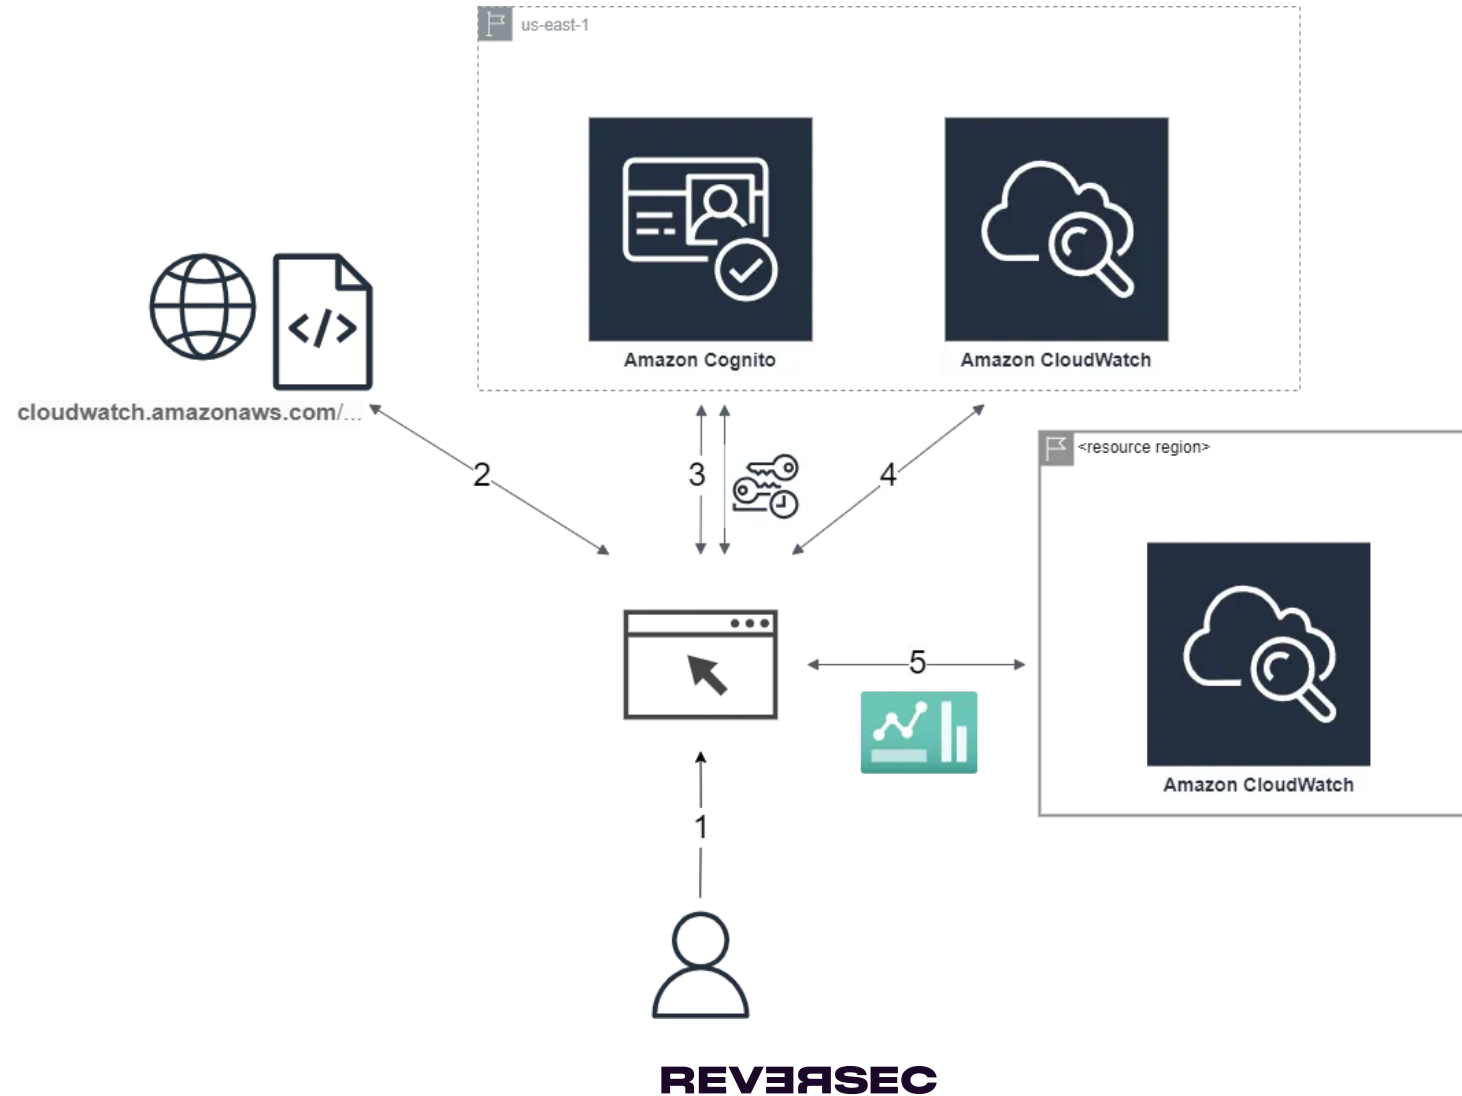 us-east-1
Amazon Cognito
Amazon CloudWatch
</>
cloudwatch.amazonaws.com/...
2
3
4
<resource region>
5
Amazon CloudWatch
1
REVERSEC